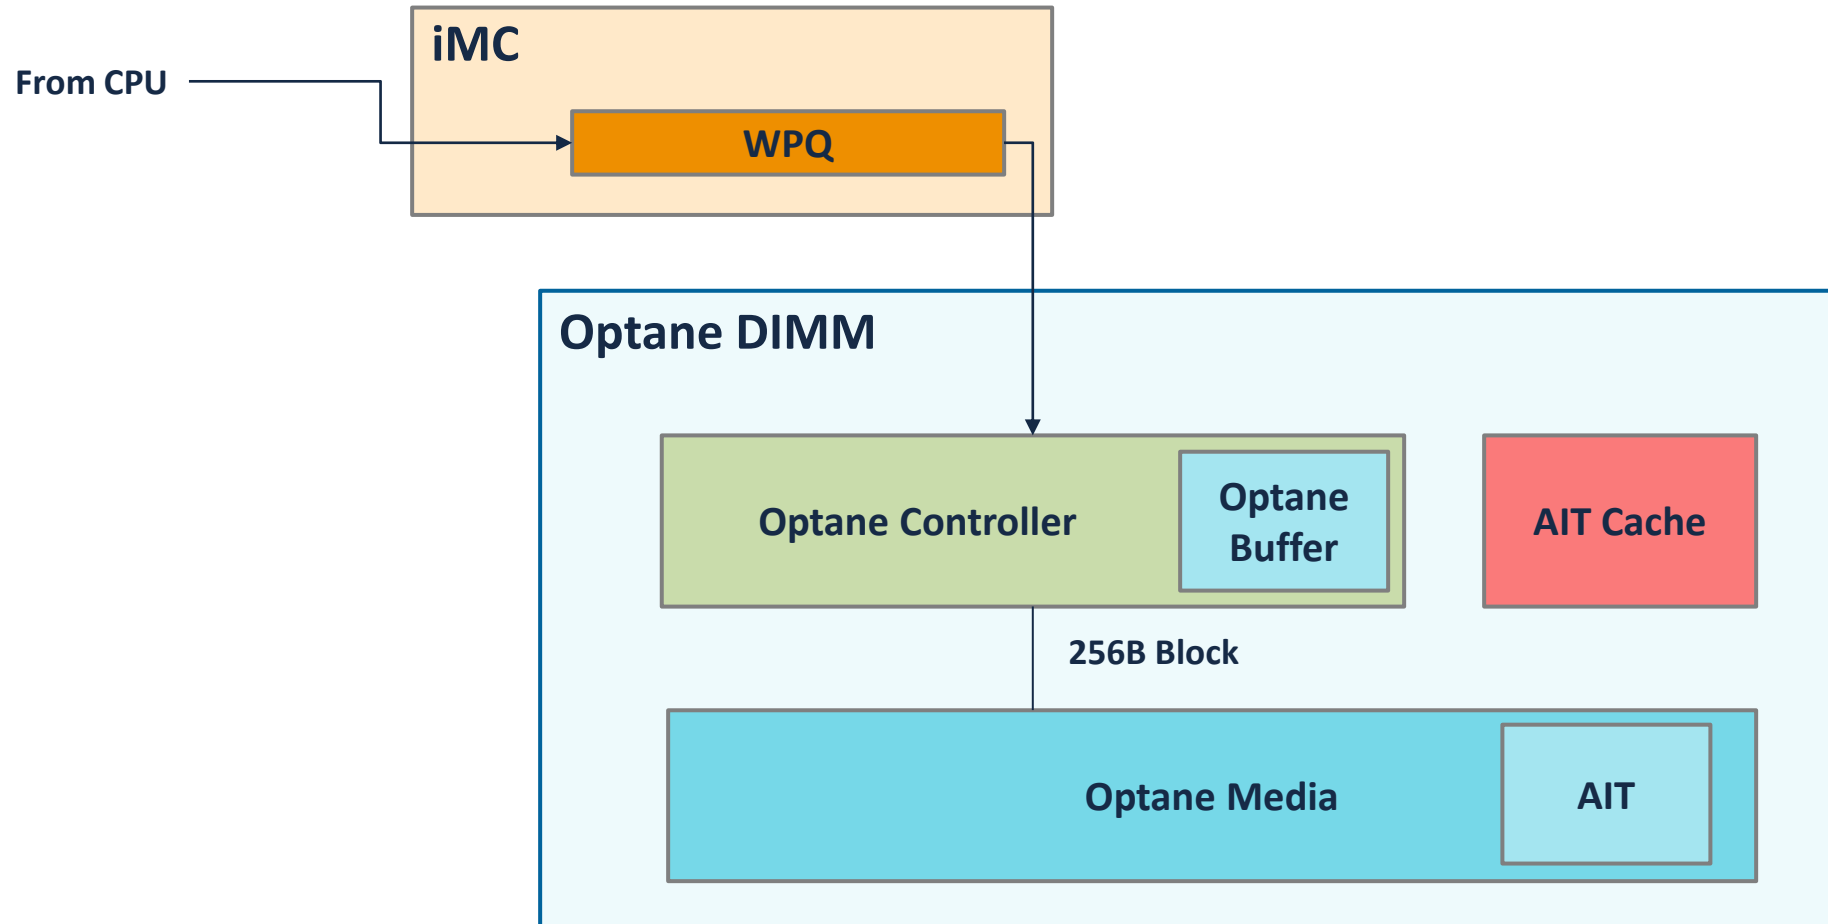 iMC
From CPU
WPQ
Optane DIMM
Optane Controller
Optane
Buffer
AIT Cache
256B Block
Optane Media
AIT